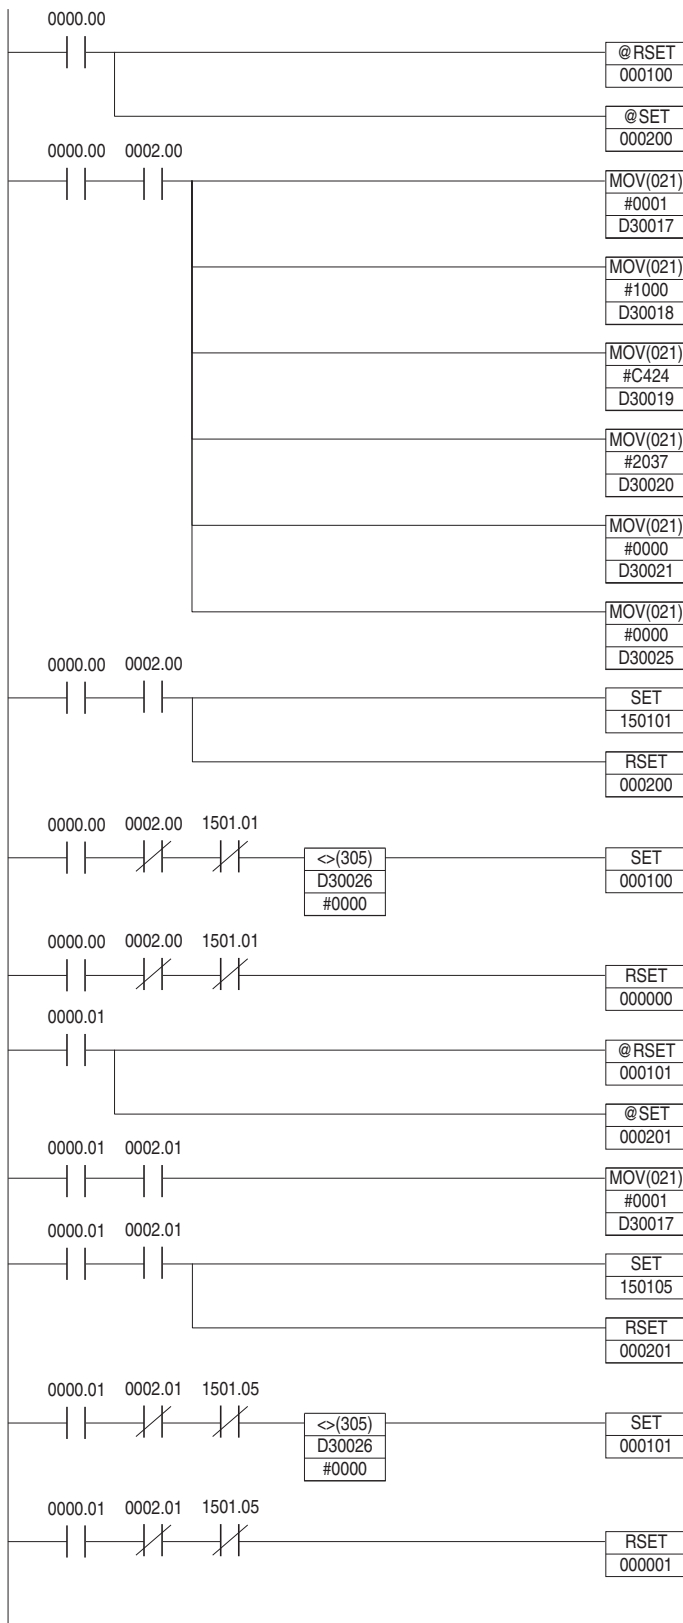 0000.00
@RSET
000100
@SET
000200
0000.00 0002.00
MOV(021)
#0001
D30017
MOV(021)
#1000
D30018
MOV(021)
#C424
D30019
MOV(021)
#2037
D30020
MOV(021)
#0000
D30021
MOV(021)
#0000
D30025
0000.00 0002.00
SET
150101
RSET
000200
0000.00 0002.00 1501.01
<>(305)
D30026
#0000
SET
000100
0000.00 0002.00 1501.01
RSET
000000
0000.01
@RSET
000101
@SET
000201
0000.01 0002.01
MOV(021)
#0001
D30017
0000.01 0002.01
SET
150105
RSET
000201
0000.01 0002.01 1501.05
<>(305)
D30026
#0000
SET
000101
0000.01 0002.01 1501.05
RSET
000001